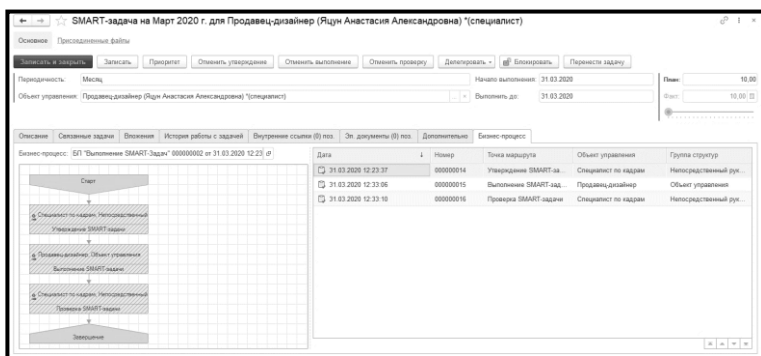 SMART-задача на Март 2020 г. для Продавец-дизайнер (Яцун Анастасия Александровна) *(специалист)
Основное Присоединенные файлы
Записать и закрыть Записать Приоритет Отменить утверждение Отменить выполнение Отменить проверку Делегировать Блокировать Перенести задачу
Периодичность: Месяц Начало выполнения: 31.03.2020 План: 10,00
Объект управления: Продавец-дизайнер (Яцун Анастасия Александровна) *(специалист) Выполнить до: 31.03.2020 Факт: 10,00
Описание Связанные задачи Вложения История работы с задачей Внутренние ссылки (0) поз. Эл. документы (0) поз. Дополнительно Бизнес-процесс
Бизнес-процесс: БП "Выполнение SMART-Задач" 000000002 от 31.03.2020 12:23
Дата Номер Точка маршрута Объект управления Группа структур
31.03.2020 12:23:37 000000014 Утверждение SMART-за... Специалист по кадрам Непосредственный рук...
31.03.2020 12:33:06 000000015 Выполнение SMART-зад... Продавец-дизайнер Объект управления
31.03.2020 12:33:10 000000016 Проверка SMART-задачи Специалист по кадрам Непосредственный рук...
Старт
Специалист по кадрам, Непосредственный
Утверждение SMART-задачи
Продавец-дизайнер, Объект управления
Выполнение SMART-задачи
Специалист по кадрам, Непосредственный
Проверка SMART-задачи
Завершение